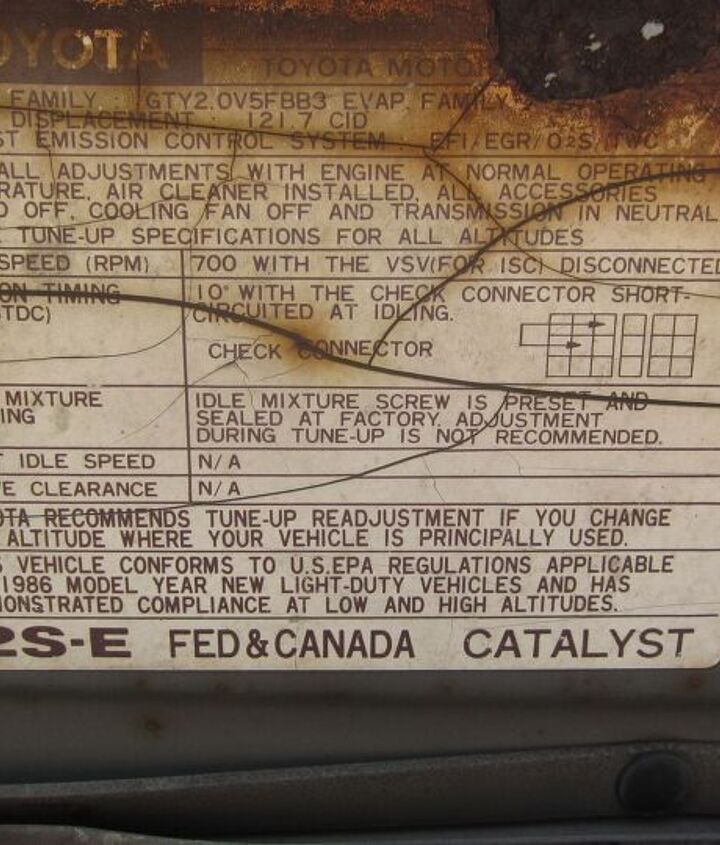 OYOTA
TOYOTA MOTO
FAMILY : GTY2.0V5FBB3 EVAP. FAMILY
DISPLACEMENT : 121.7 CID
ST EMISSION CONTROL SYSTEM : EFI/EGR/O2S/TWC
ALL ADJUSTMENTS WITH ENGINE AT NORMAL OPERATING
RATURE, AIR CLEANER INSTALLED, ALL ACCESSORIES
D OFF, COOLING FAN OFF AND TRANSMISSION IN NEUTRAL
TUNE-UP SPECIFICATIONS FOR ALL ALTITUDES
SPEED (RPM) 700 WITH THE VSV(FOR ISC) DISCONNECTED
ON TIMING 10° WITH THE CHECK CONNECTOR SHORT-
TDC) CIRCUITED AT IDLING.
CHECK CONNECTOR
MIXTURE IDLE MIXTURE SCREW IS PRESET AND
ING SEALED AT FACTORY. ADJUSTMENT
DURING TUNE-UP IS NOT RECOMMENDED.
T IDLE SPEED N/A
E CLEARANCE N/A
OTA RECOMMENDS TUNE-UP READJUSTMENT IF YOU CHANGE
ALTITUDE WHERE YOUR VEHICLE IS PRINCIPALLY USED.
S VEHICLE CONFORMS TO U.S.EPA REGULATIONS APPLICABLE
1986 MODEL YEAR NEW LIGHT-DUTY VEHICLES AND HAS
MONSTRATED COMPLIANCE AT LOW AND HIGH ALTITUDES.
2S-E FED&CANADA CATALYST